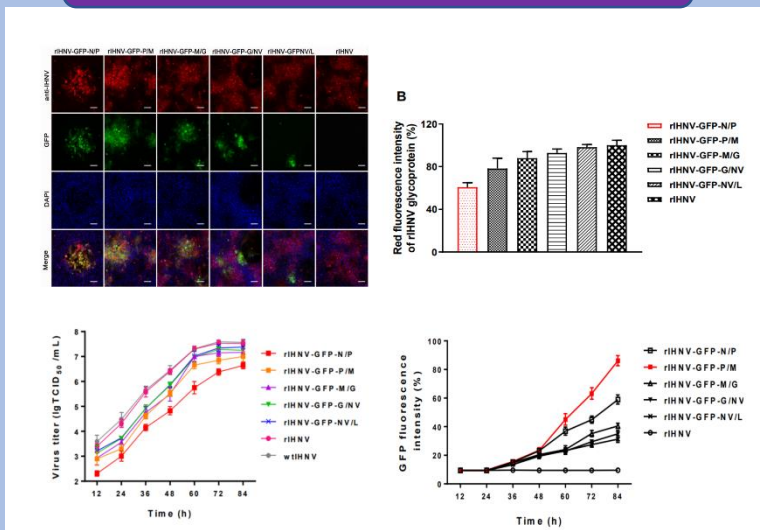 rIHNV-GFP-N/P rIHNV-GFP-P/M rIHNV-GFP-M/G rIHNV-GFP-G/NV rIHNV-GFPNV/L rIHNV
anti-IHNV
GFP
DAPI
Merge
B
Red fluorescence intensity
of rIHNV glycoprotein (%)
120
80
40
0
rIHNV-GFP-N/P
rIHNV-GFP-P/M
rIHNV-GFP-M/G
rIHNV-GFP-G/NV
rIHNV-GFP-NV/L
rIHNV
Virus titer (lgTCID50/mL)
8
7
6
5
4
3
2
12 24 36 48 60 72 84
Time (h)
rIHNV-GFP-N/P
rIHNV-GFP-P/M
rIHNV-GFP-M/G
rIHNV-GFP-G/NV
rIHNV-GFP-NV/L
rIHNV
wtIHNV
GFP fluorescence
intensity (%)
100
80
60
40
20
0
12 24 36 48 60 72 84
Time (h)
rIHNV-GFP-N/P
rIHNV-GFP-P/M
rIHNV-GFP-M/G
rIHNV-GFP-G/NV
rIHNV-GFP-NV/L
rIHNV